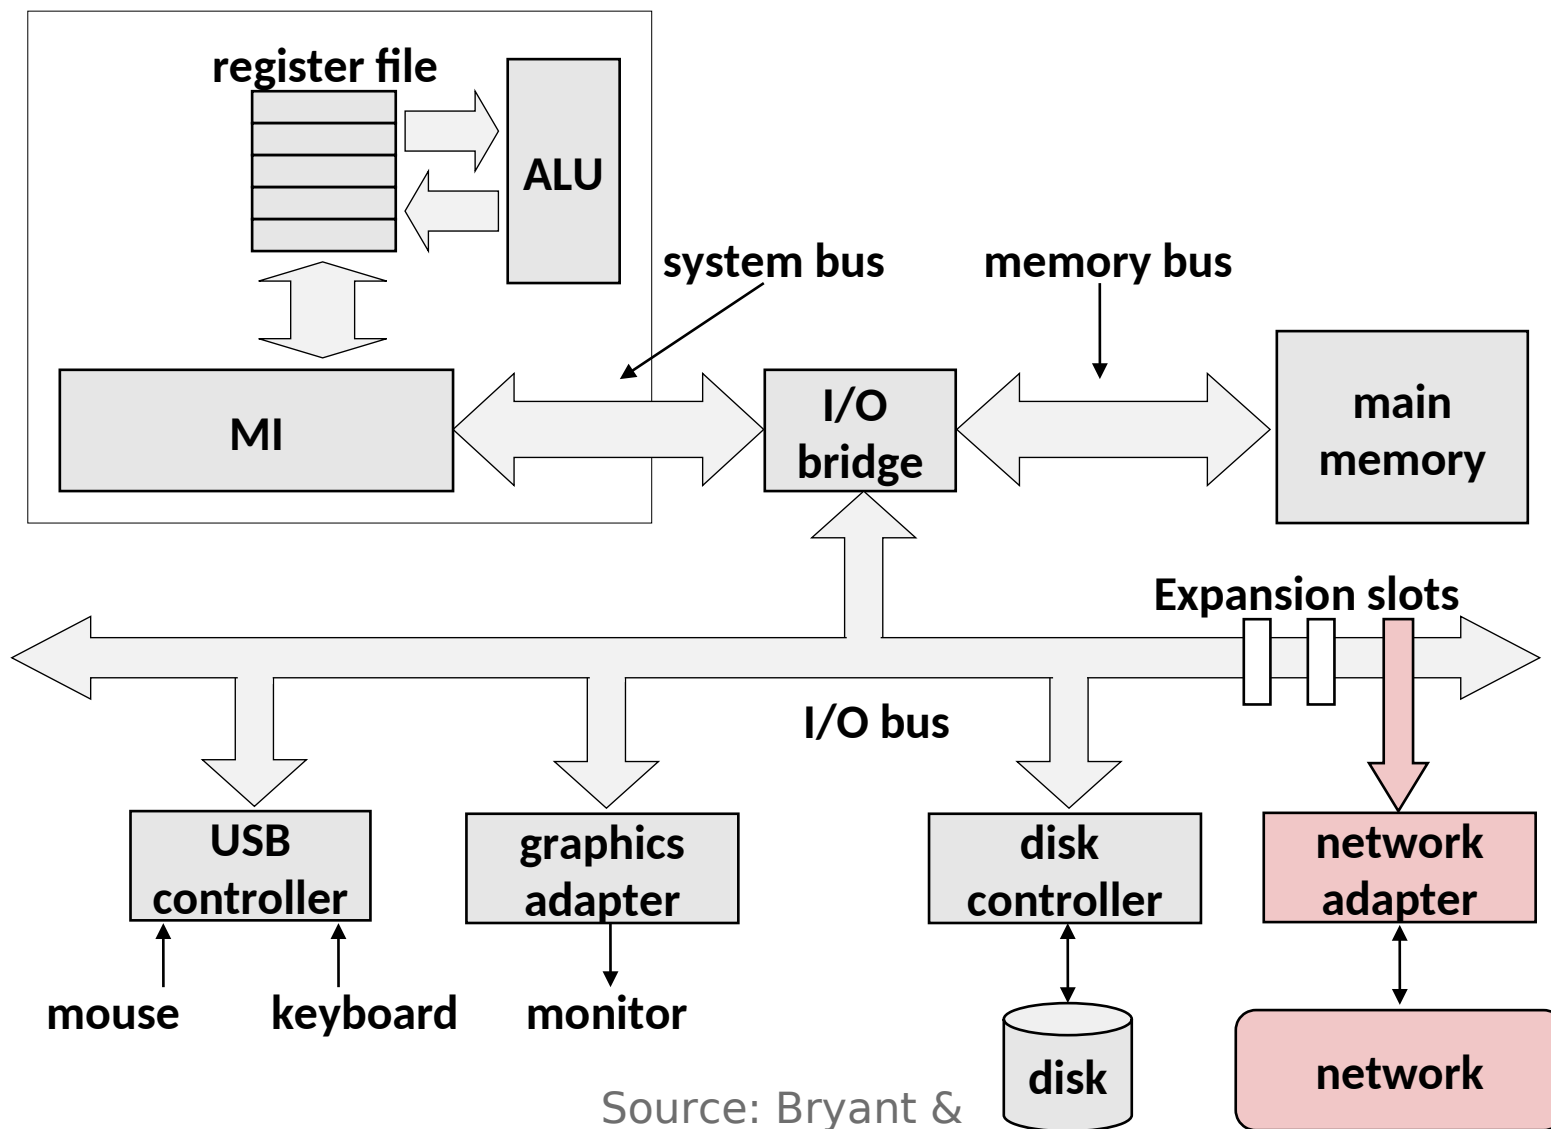 register file
ALU
system bus
memory bus
MI
I/O
bridge
main
memory
Expansion slots
I/O bus
USB
controller
graphics
adapter
disk
controller
network
adapter
mouse
keyboard
monitor
disk
network
Source: Bryant &